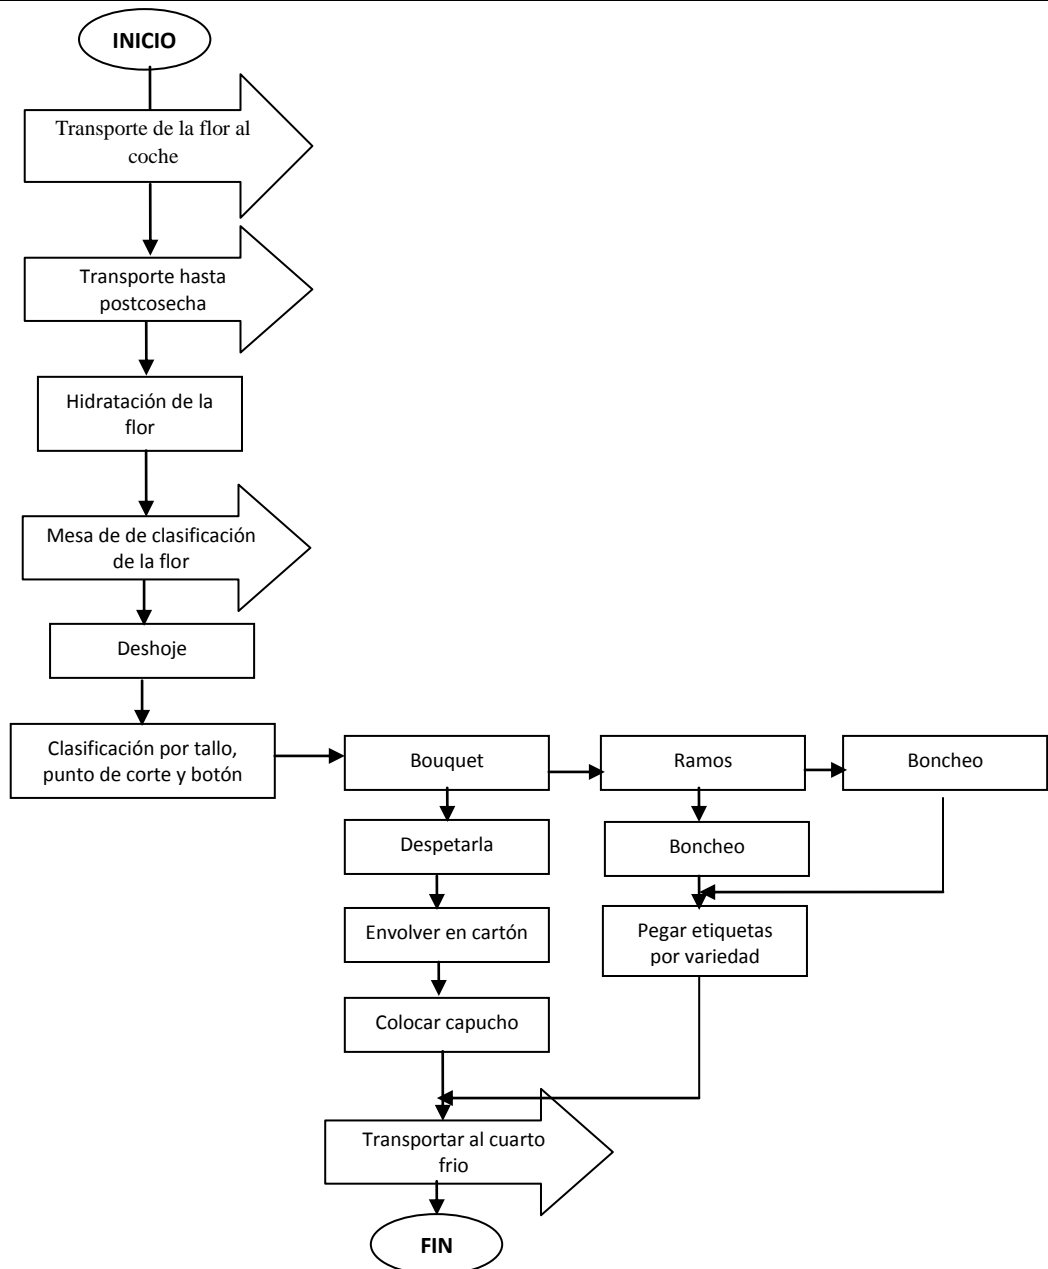 INICIO
Transporte de la flor al
coche
Transporte hasta
postcosecha
Hidratación de la
flor
Mesa de de clasificación
de la flor
Deshoje
Clasificación por tallo,
punto de corte y botón
Bouquet
Ramos
Boncheo
Despetarla
Boncheo
Envolver en cartón
Pegar etiquetas
por variedad
Colocar capucho
Transportar al cuarto
frio
FIN